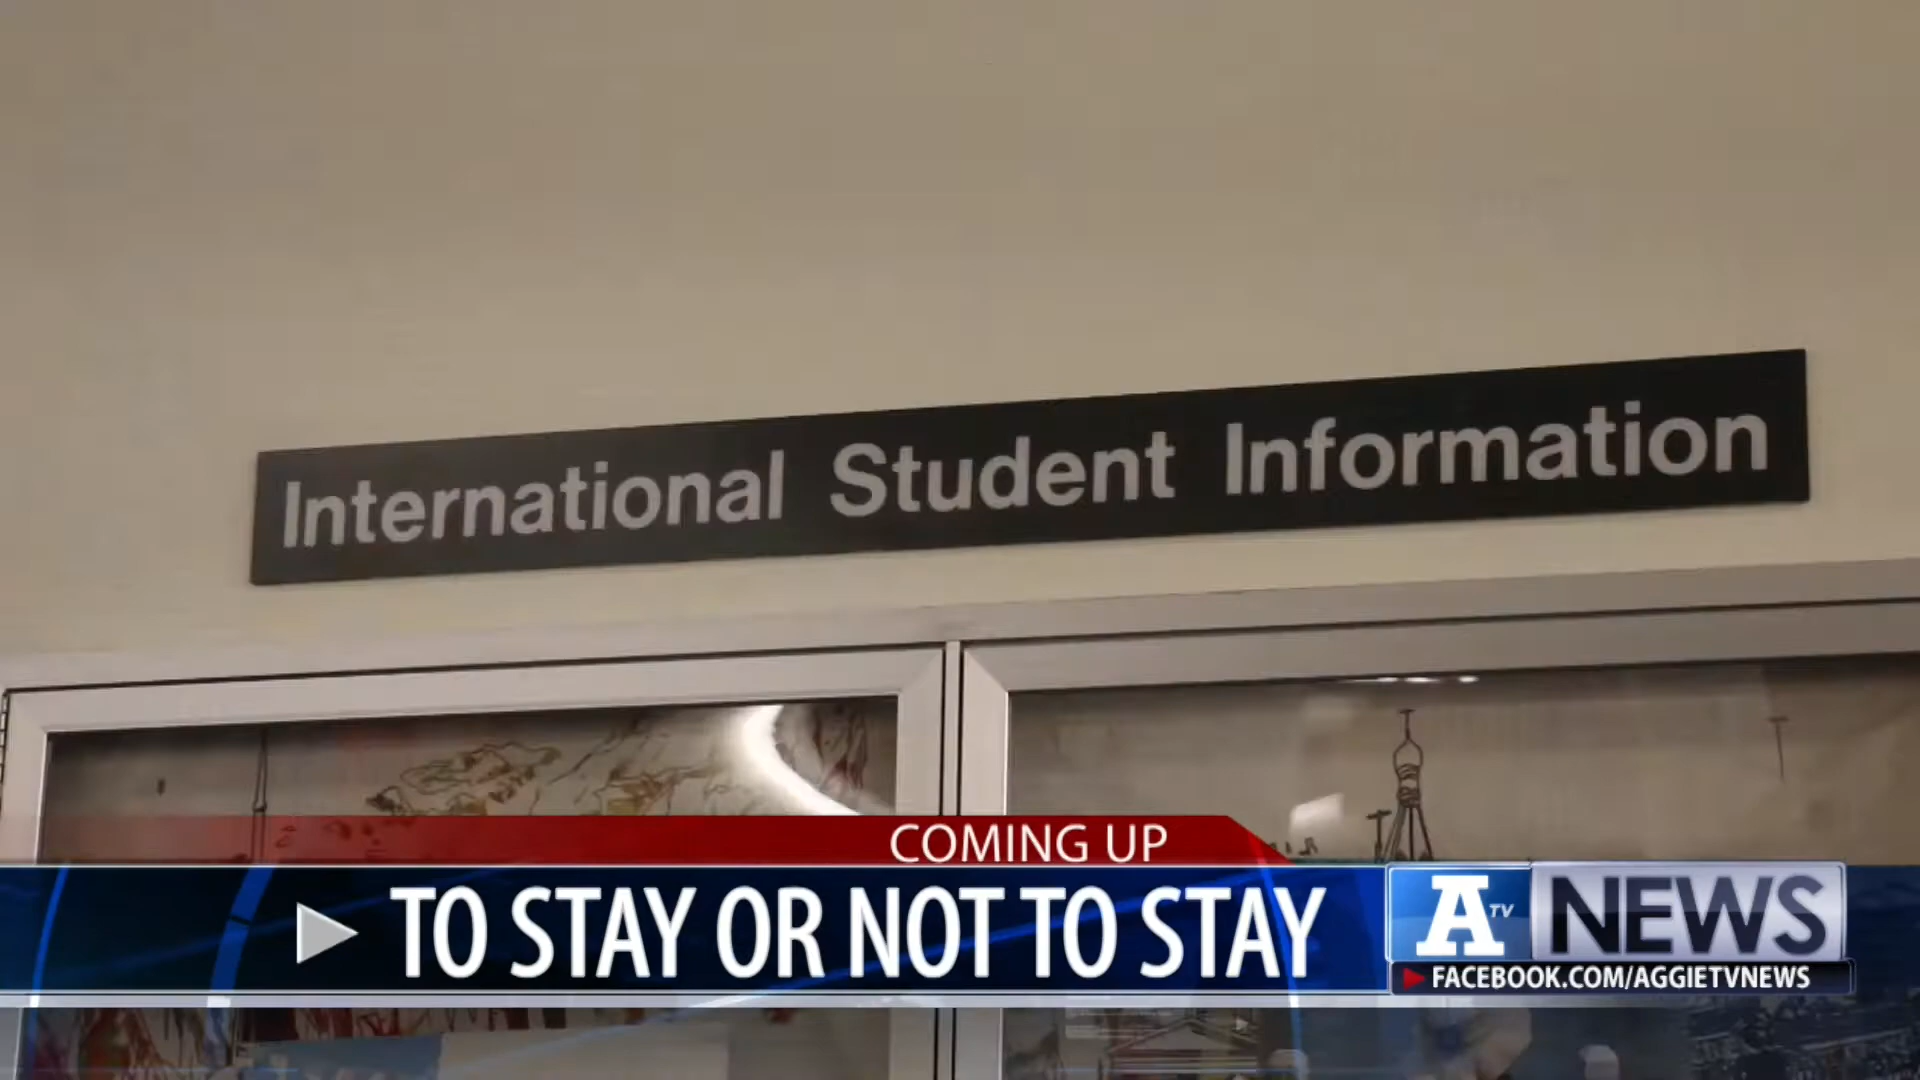 International Student Information
COMING UP
TO STAY OR NOT TO STAY
A TV NEWS
FACEBOOK.COM/AGGIETVNEWS